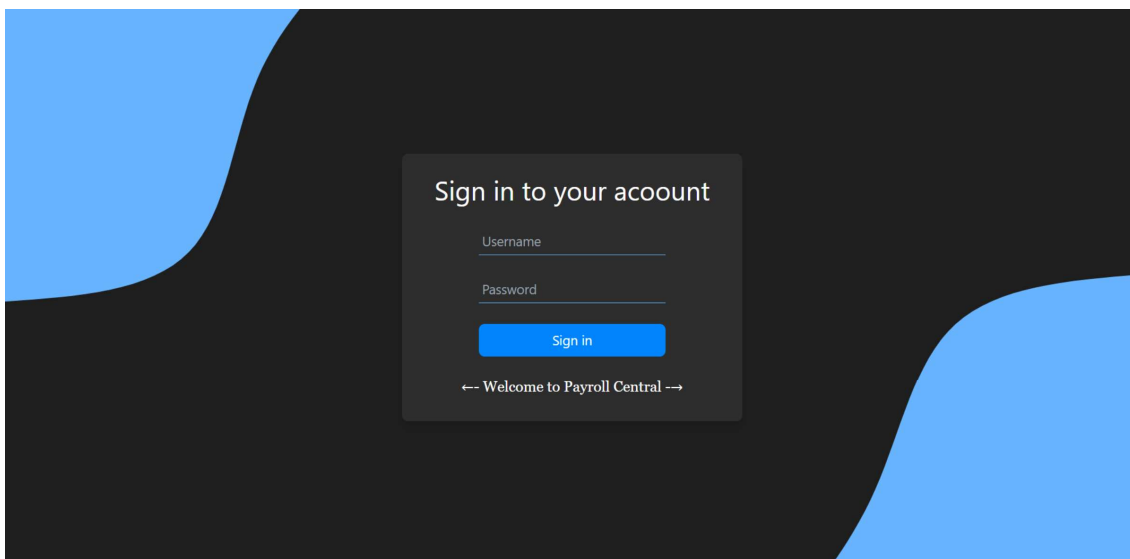 Sign in to your acoount
Username
Password
Sign in
←- Welcome to Payroll Central -→